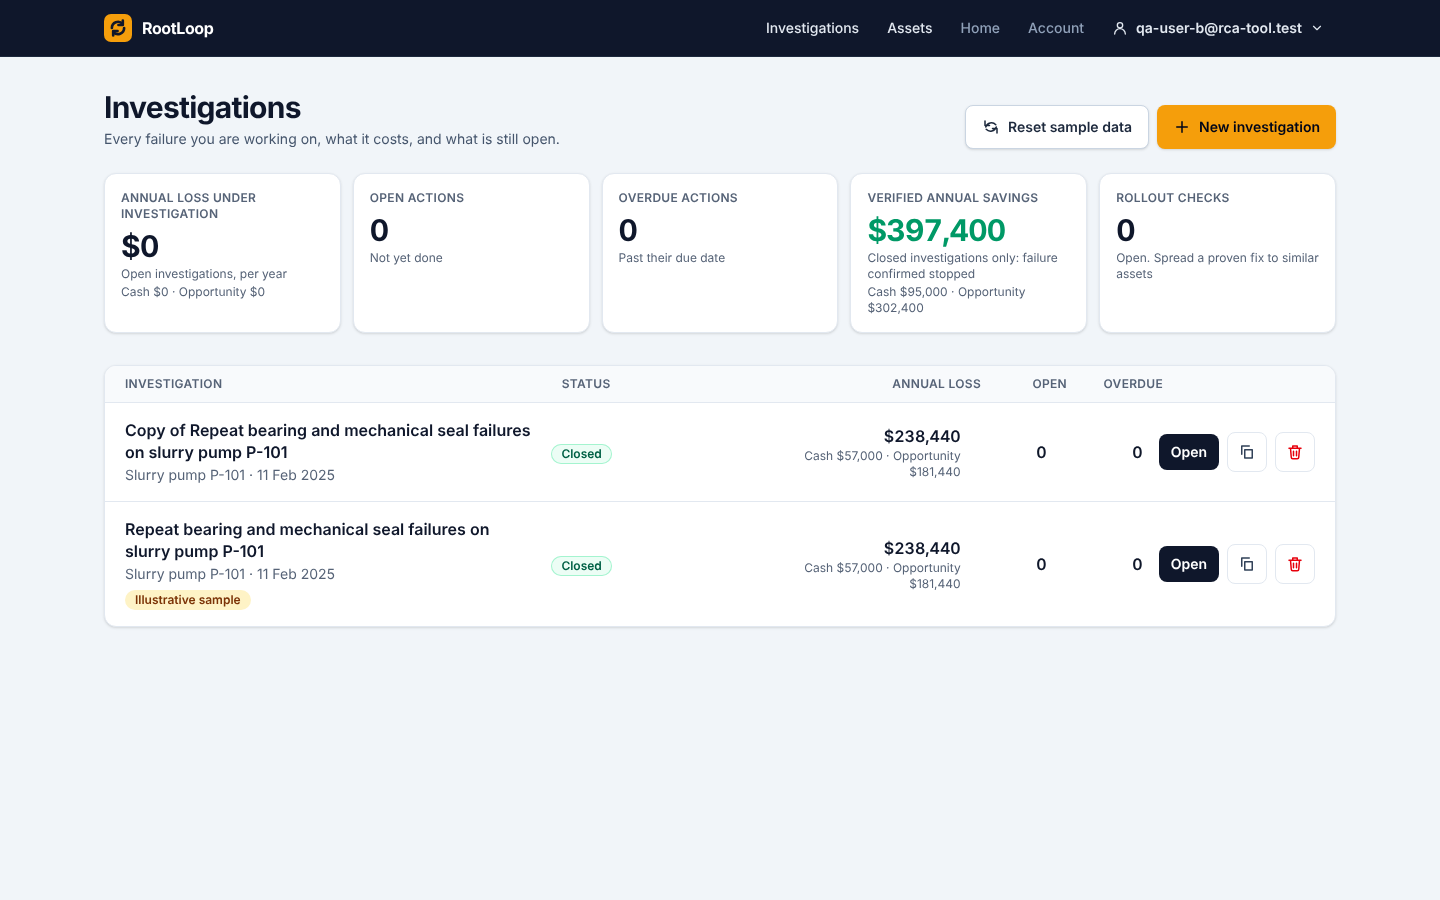 RootLoop
Investigations
Assets
Home
Account
qa-user-b@rca-tool.test
Investigations
Every failure you are working on, what it costs, and what is still open.
Reset sample data
New investigation
ANNUAL LOSS UNDER
INVESTIGATION
$0
Open investigations, per year
Cash $0 · Opportunity $0
OPEN ACTIONS
0
Not yet done
OVERDUE ACTIONS
0
Past their due date
VERIFIED ANNUAL SAVINGS
$397,400
Closed investigations only: failure
confirmed stopped
Cash $95,000 · Opportunity
$302,400
ROLLOUT CHECKS
0
Open. Spread a proven fix to similar
assets
INVESTIGATION
STATUS
ANNUAL LOSS
OPEN
OVERDUE
Copy of Repeat bearing and mechanical seal failures
on slurry pump P-101
Slurry pump P-101 · 11 Feb 2025
Closed
$238,440
Cash $57,000 · Opportunity
$181,440
0
0
Open
Repeat bearing and mechanical seal failures on
slurry pump P-101
Slurry pump P-101 · 11 Feb 2025
Illustrative sample
Closed
$238,440
Cash $57,000 · Opportunity
$181,440
0
0
Open